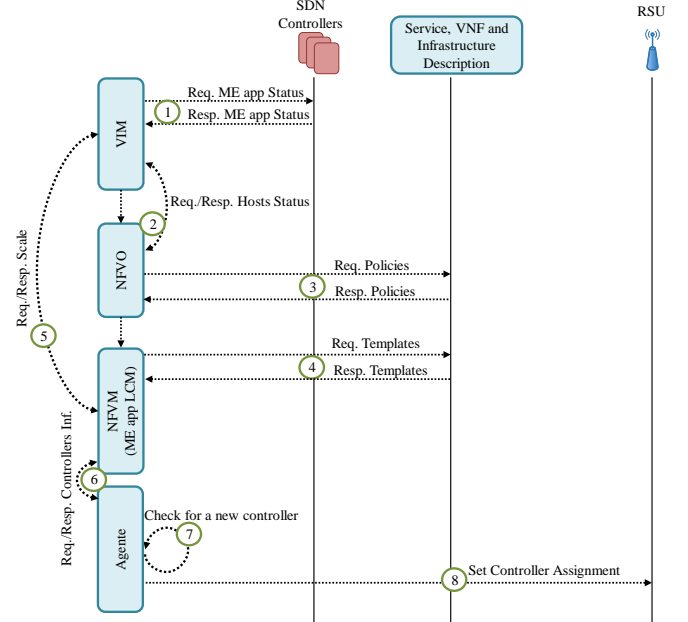 SDN
Controllers
Service, VNF and
Infrastructure
Description
RSU
VIM
Req. ME app Status
1
Resp. ME app Status
Req./Resp. Hosts Status
2
NFVO
Req. Policies
3
Resp. Policies
Req./Resp. Scale
5
Req. Templates
4
Resp. Templates
NFVM
(ME app LCM)
Req./Resp. Controllers Inf.
6
Agente
Check for a new controller
7
Set Controller Assignment
8